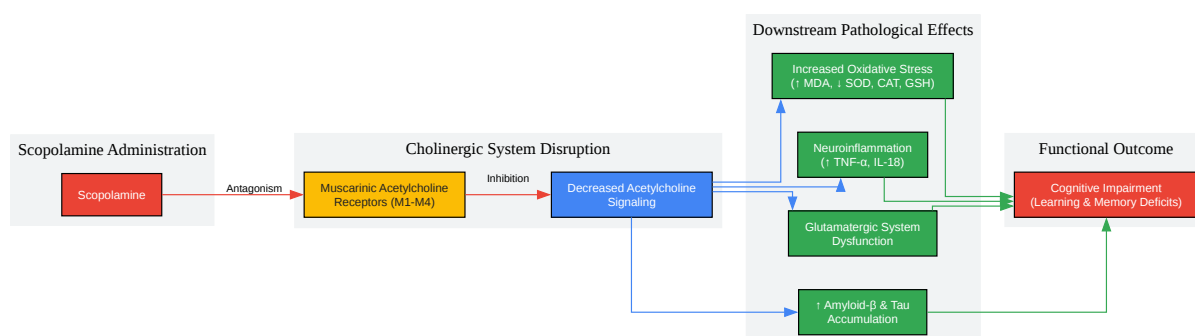 Scopolamine Administration
Scopolamine
Antagonism
Cholinergic System Disruption
Muscarinic Acetylcholine
Receptors (M1-M4)
Inhibition
Decreased Acetylcholine
Signaling
Downstream Pathological Effects
Increased Oxidative Stress
(↑ MDA, ↓ SOD, CAT, GSH)
Neuroinflammation
(↑ TNF-α, IL-18)
Glutamatergic System
Dysfunction
↑ Amyloid-β & Tau
Accumulation
Functional Outcome
Cognitive Impairment
(Learning & Memory Deficits)